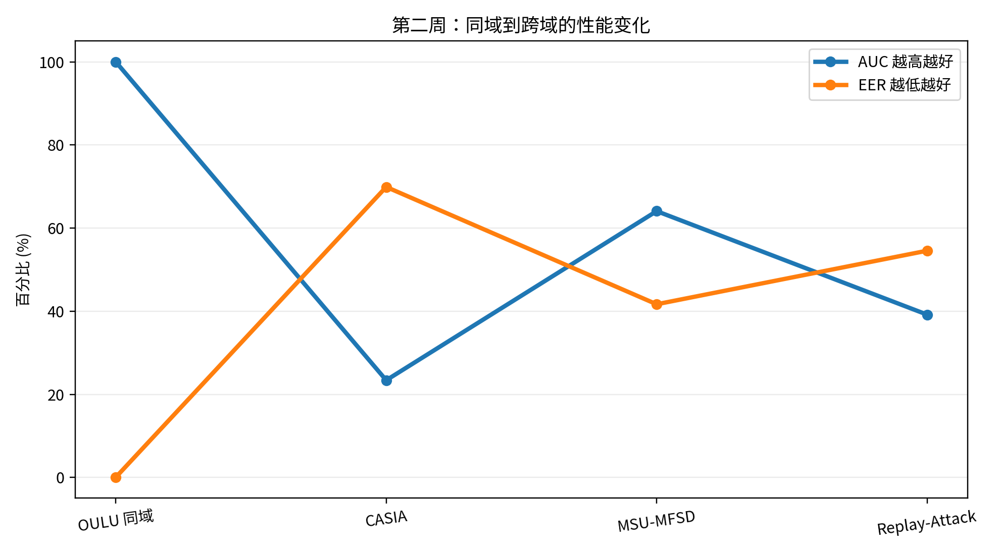 第二周：同域到跨域的性能变化
AUC 越高越好
EER 越低越好
百分比 (%)
100
80
60
40
20
0
OULU 同域
CASIA
MSU-MFSD
Replay-Attack